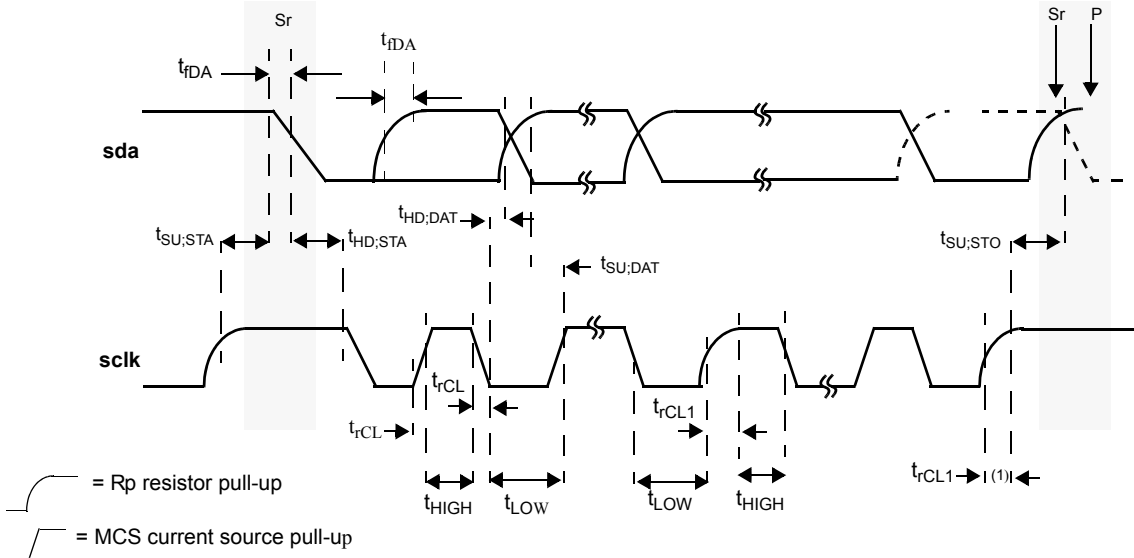 Sr
Sr P
tfDA
tfDA
sda
tHD;DAT
tSU;STA
tHD;STA
tSU;STO
tSU;DAT
sclk
trCL
trCL1
trCL
trCL1 (1)
= Rp resistor pull-up
tHIGH
tLOW
tLOW
tHIGH
= MCS current source pull-up